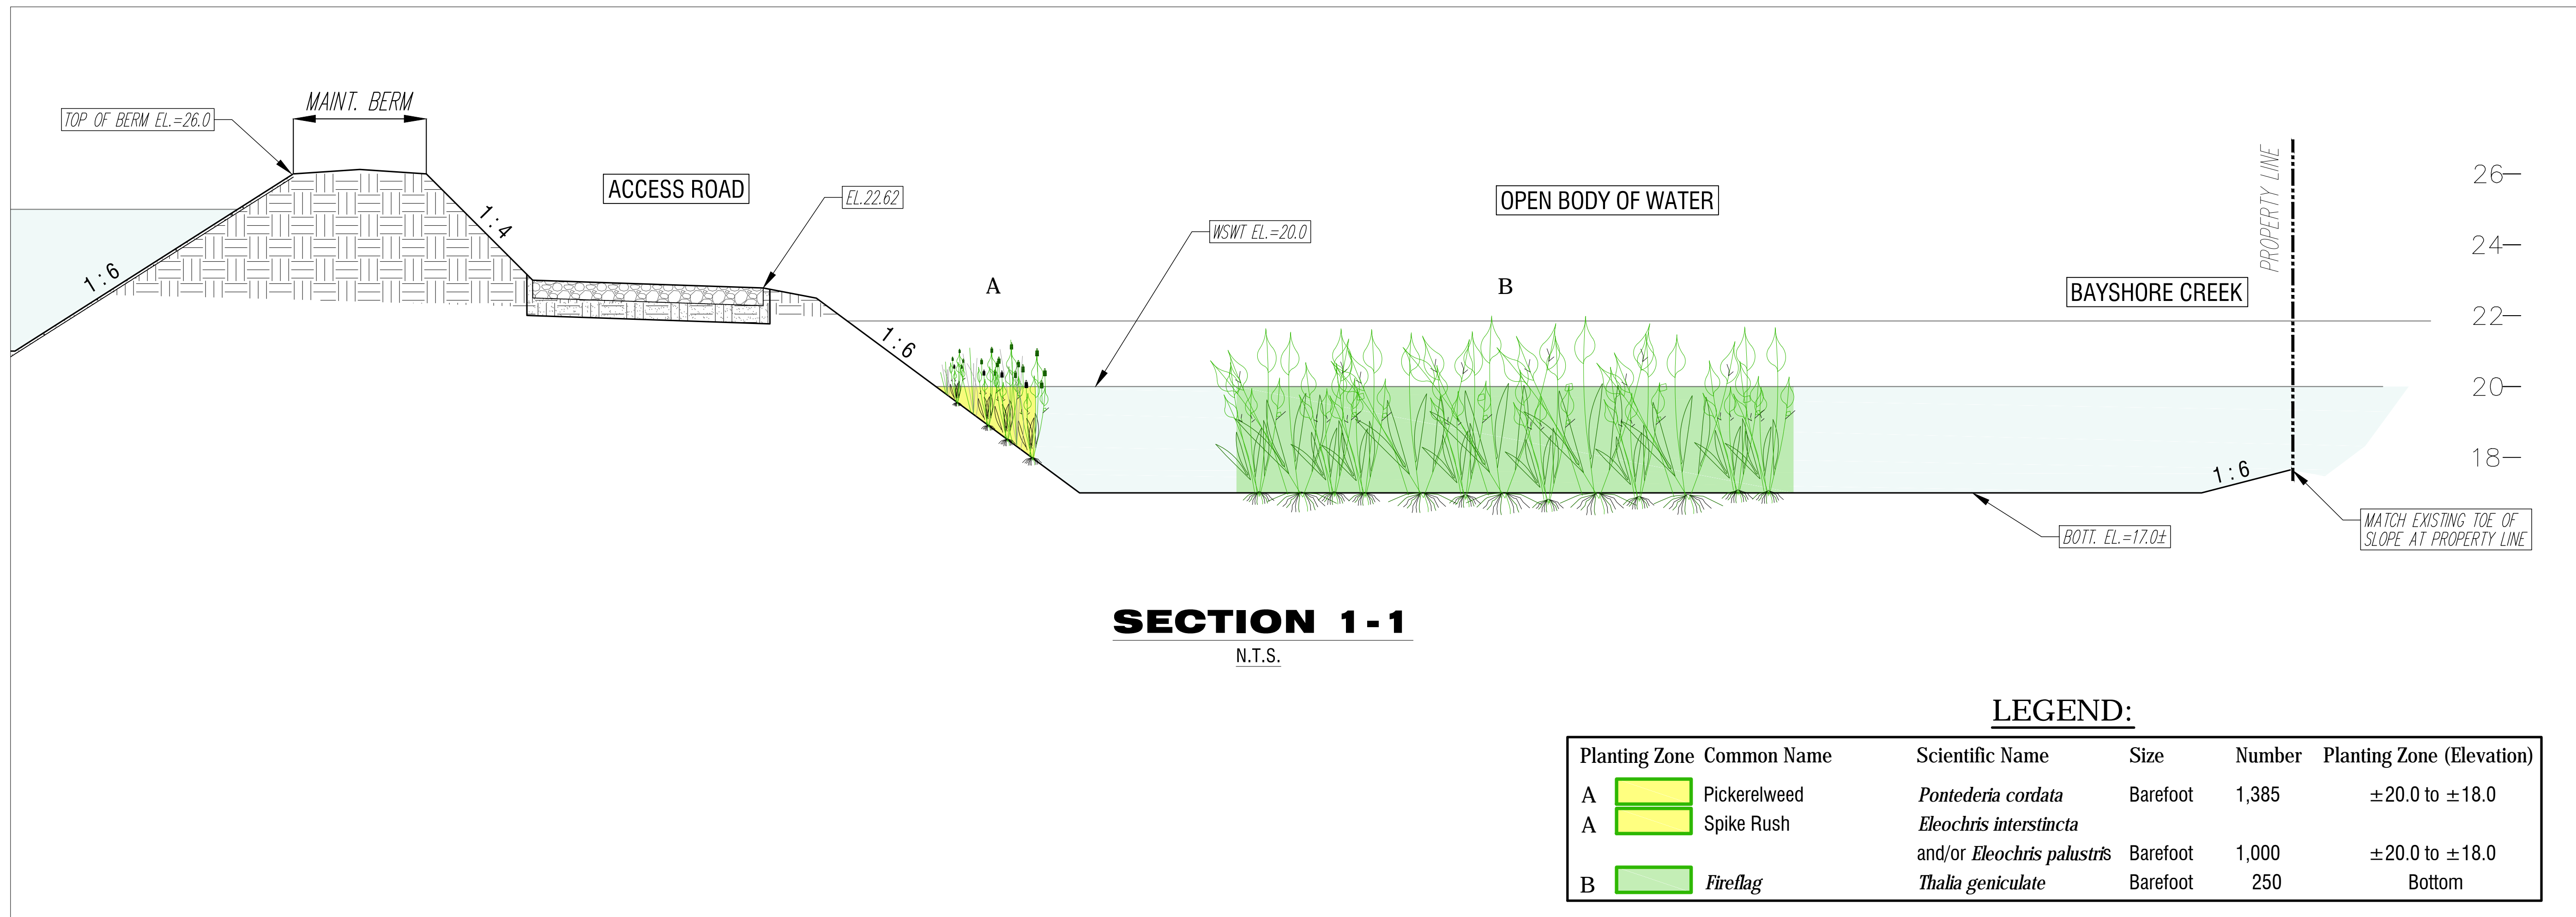 MAINT. BERM
TOP OF BERM EL.=26.0
1:6
1:4
ACCESS ROAD
EL.22.62
1:6
A
WSWT EL.=20.0
OPEN BODY OF WATER
B
BAYSHORE CREEK
PROPERTY LINE
26
24
22
20
18
1:6
BOTT. EL.=17.0±
MATCH EXISTING TOE OF
SLOPE AT PROPERTY LINE
SECTION 1-1
N.T.S.
LEGEND:
Planting Zone Common Name Scientific Name Size Number Planting Zone (Elevation)
A Pickerelweed Pontederia cordata Barefoot 1,385 ±20.0 to ±18.0
A Spike Rush Eleochris interstincta
and/or Eleochris palustris Barefoot 1,000 ±20.0 to ±18.0
B Fireflag Thalia geniculate Barefoot 250 Bottom